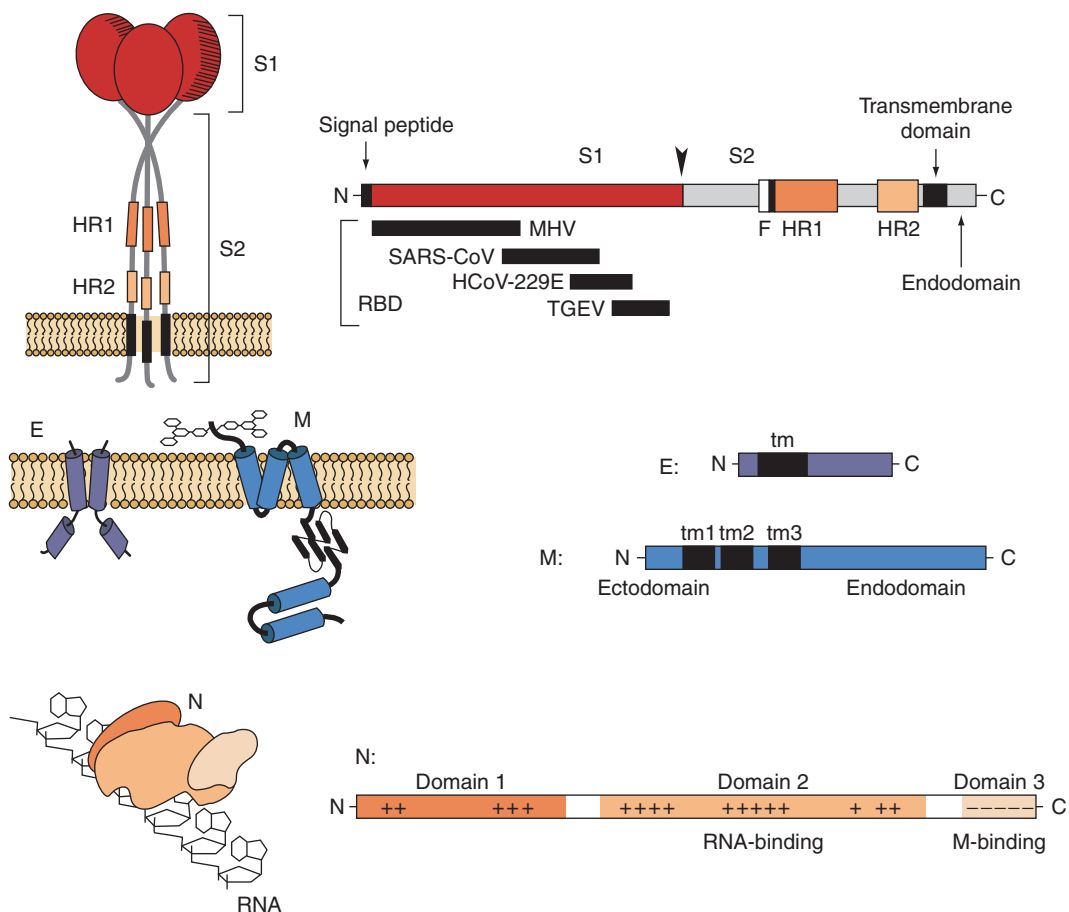 S1
HR1
HR2
S2
Signal peptide
Transmembrane
domain
S1
S2
N
C
F
HR1
HR2
Endodomain
RBD
MHV
SARS-CoV
HCoV-229E
TGEV
E
M
E:
N
tm
C
M:
N
tm1 tm2 tm3
C
Ectodomain
Endodomain
N
RNA
N:
Domain 1
Domain 2
Domain 3
N
++ +++ ++++ +++++ + ++ –––––
C
RNA-binding
M-binding